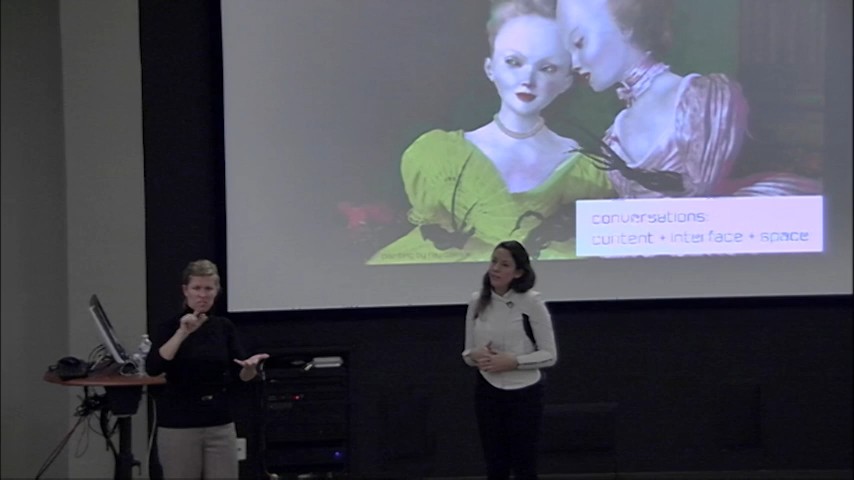 conversations:
content + interface + space